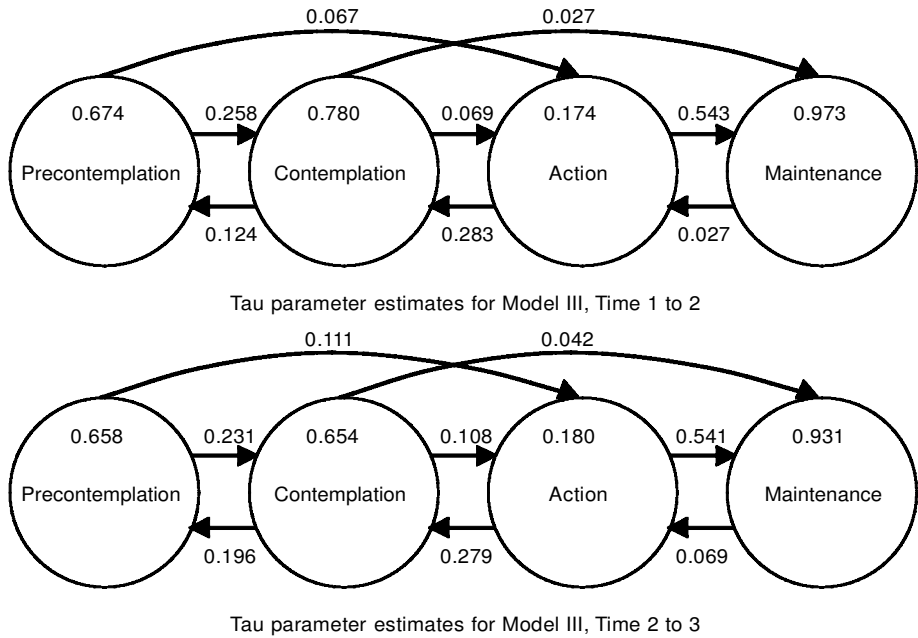 0.067 0.027
0.674 0.258 0.780 0.069 0.174 0.543 0.973
Precontemplation Contemplation Action Maintenance
0.124 0.283 0.027
Tau parameter estimates for Model III, Time 1 to 2
0.111 0.042
0.658 0.231 0.654 0.108 0.180 0.541 0.931
Precontemplation Contemplation Action Maintenance
0.196 0.279 0.069
Tau parameter estimates for Model III, Time 2 to 3